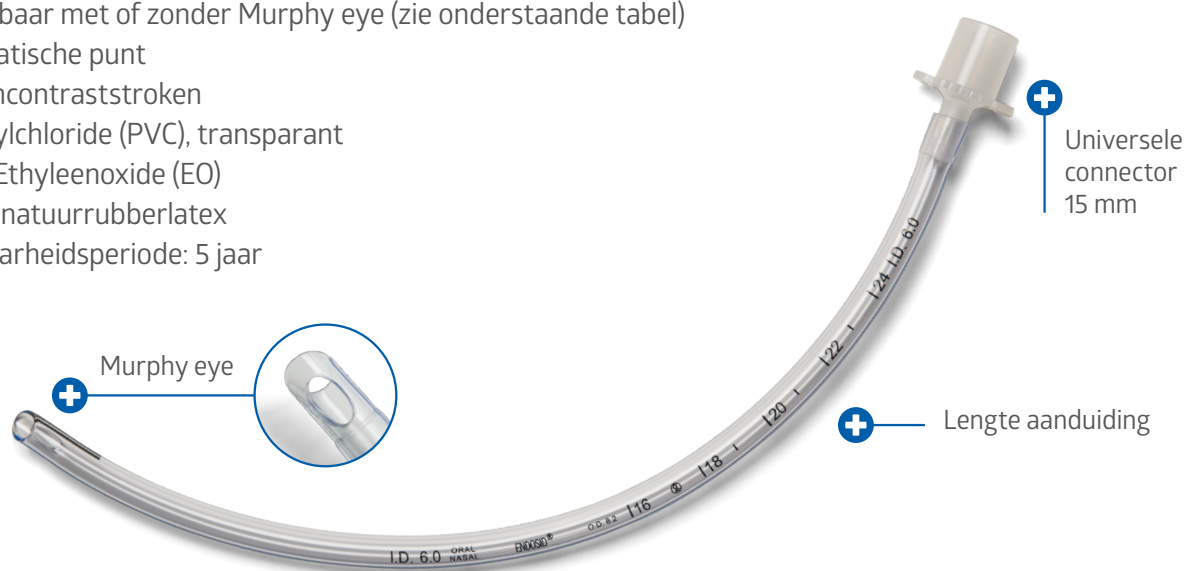 baar met of zonder Murphy eye (zie onderstaande tabel)
atische punt
ncontraststroken
ylchloride (PVC), transparant
Ethyleenoxide (EO)
natuurrubberlatex
arheidsperiode: 5 jaar
Universele
connector
15 mm
Murphy eye
Lengte aanduiding
I.D. 6.0 ORAL
NASAL
ENDOSID®
O.D 8.2
16
18
20
22
24 I.D. 6.0